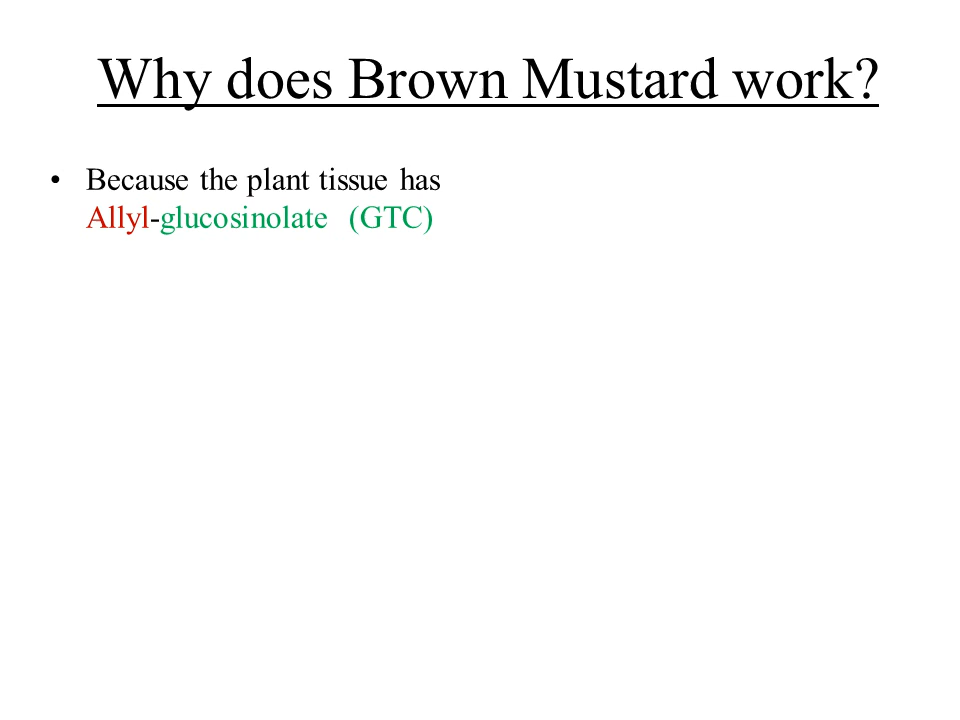 Why does Brown Mustard work?
• Because the plant tissue has
Allyl-glucosinolate (GTC)